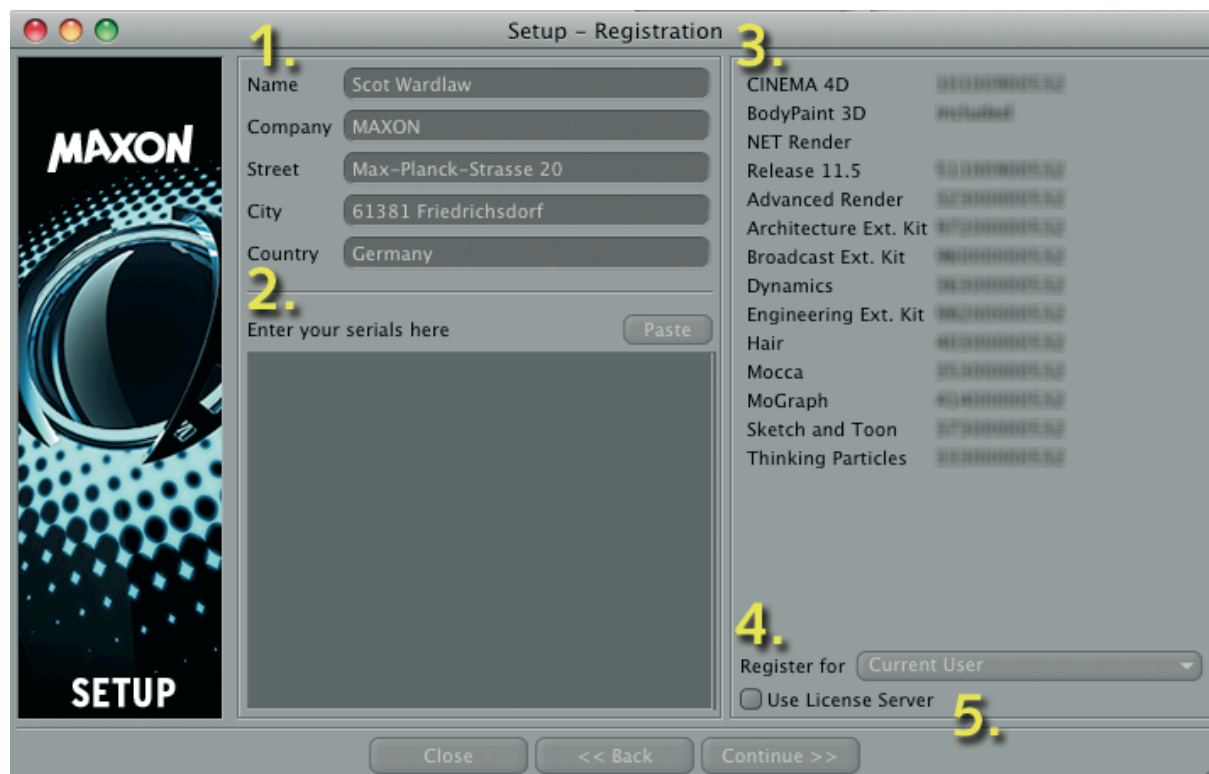 Setup – Registration
MAXON
SETUP
1.
Name Scot Wardlaw
Company MAXON
Street Max-Planck-Strasse 20
City 61381 Friedrichsdorf
Country Germany
2.
Enter your serials here Paste
3.
CINEMA 4D
BodyPaint 3D
NET Render
Release 11.5
Advanced Render
Architecture Ext. Kit
Broadcast Ext. Kit
Dynamics
Engineering Ext. Kit
Hair
Mocca
MoGraph
Sketch and Toon
Thinking Particles
4.
Register for Current User
Use License Server
5.
Close << Back Continue >>